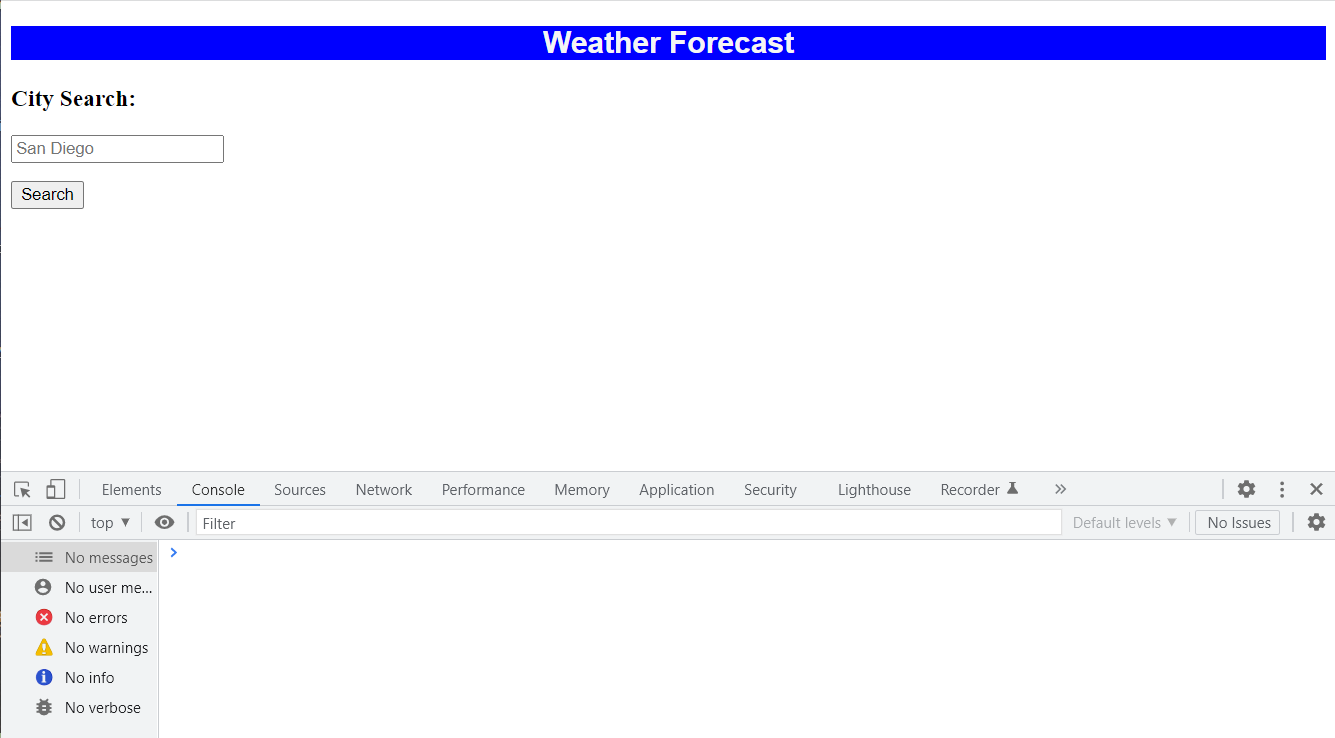 Weather Forecast
City Search:
San Diego
Search
Elements Console Sources Network Performance Memory Application Security Lighthouse Recorder
top Filter Default levels No Issues
No messages
No user me...
No errors
No warnings
No info
No verbose